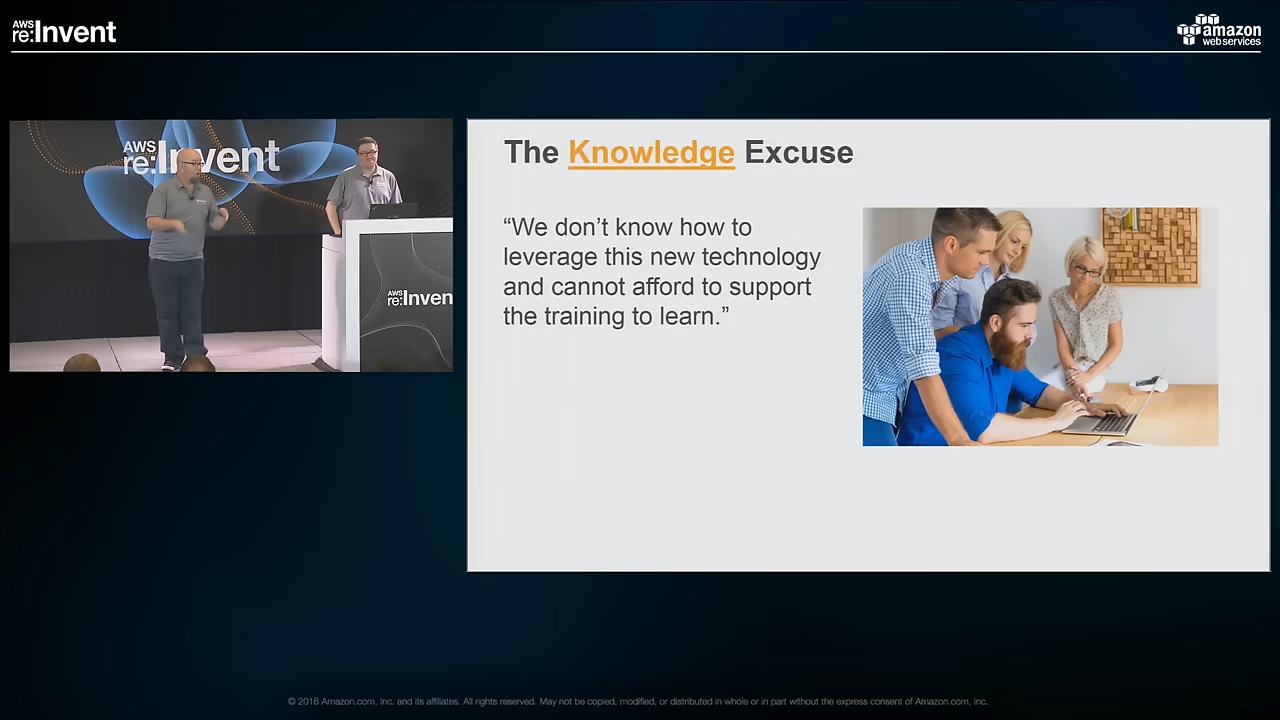 AWS
re:Invent
amazon
web services
AWS
re:Invent
AWS
re:Inven
The Knowledge Excuse
“We don’t know how to
leverage this new technology
and cannot afford to support
the training to learn.”
© 2016 Amazon.com, Inc. and its affiliates. All rights reserved. May not be copied, modified, or distributed in whole or in part without the express consent of Amazon.com, Inc.